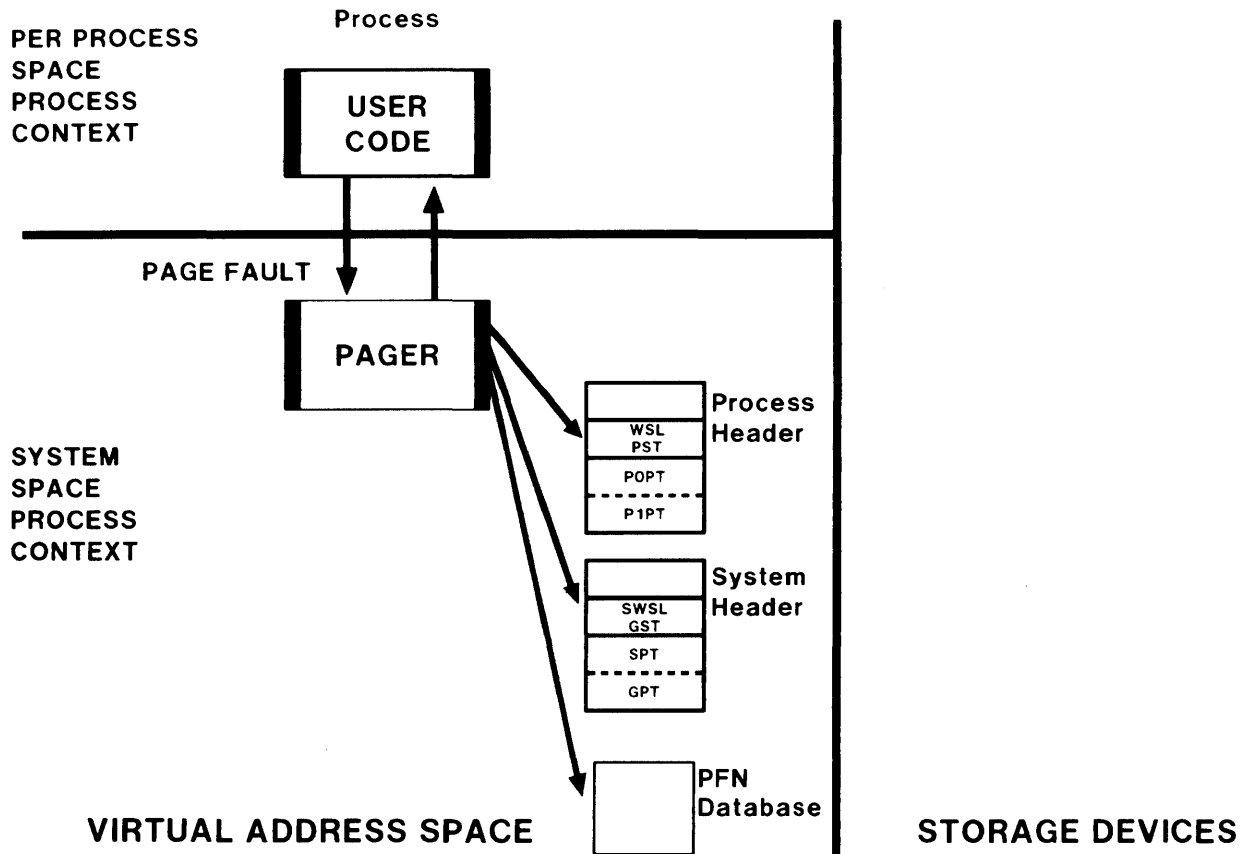 Process
PER PROCESS
SPACE
PROCESS
CONTEXT
USER
CODE
PAGE FAULT
PAGER
Process
Header
WSL
PST
P0PT
P1PT
SYSTEM
SPACE
PROCESS
CONTEXT
System
Header
SWSL
GST
SPT
GPT
PFN
Database
VIRTUAL ADDRESS SPACE
STORAGE DEVICES